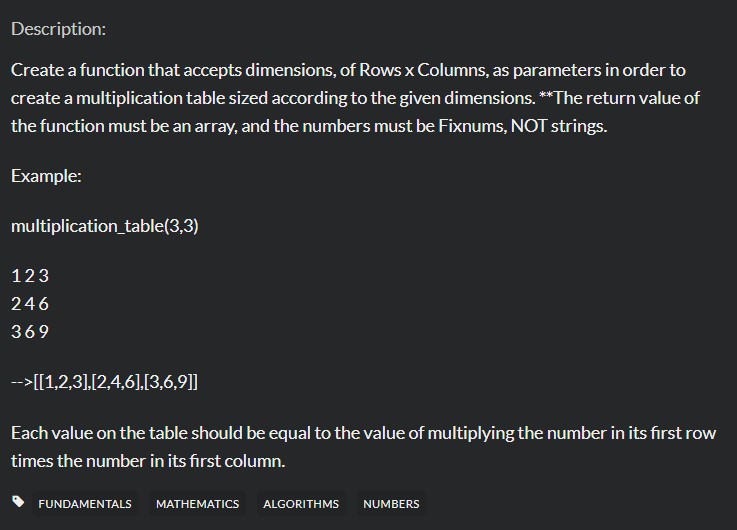 Description:
Create a function that accepts dimensions, of Rows x Columns, as parameters in order to
create a multiplication table sized according to the given dimensions. **The return value of
the function must be an array, and the numbers must be Fixnums, NOT strings.
Example:
multiplication_table(3,3)
1 2 3
2 4 6
3 6 9
-->[[1,2,3],[2,4,6],[3,6,9]]
Each value on the table should be equal to the value of multiplying the number in its first row
times the number in its first column.
FUNDAMENTALS MATHEMATICS ALGORITHMS NUMBERS